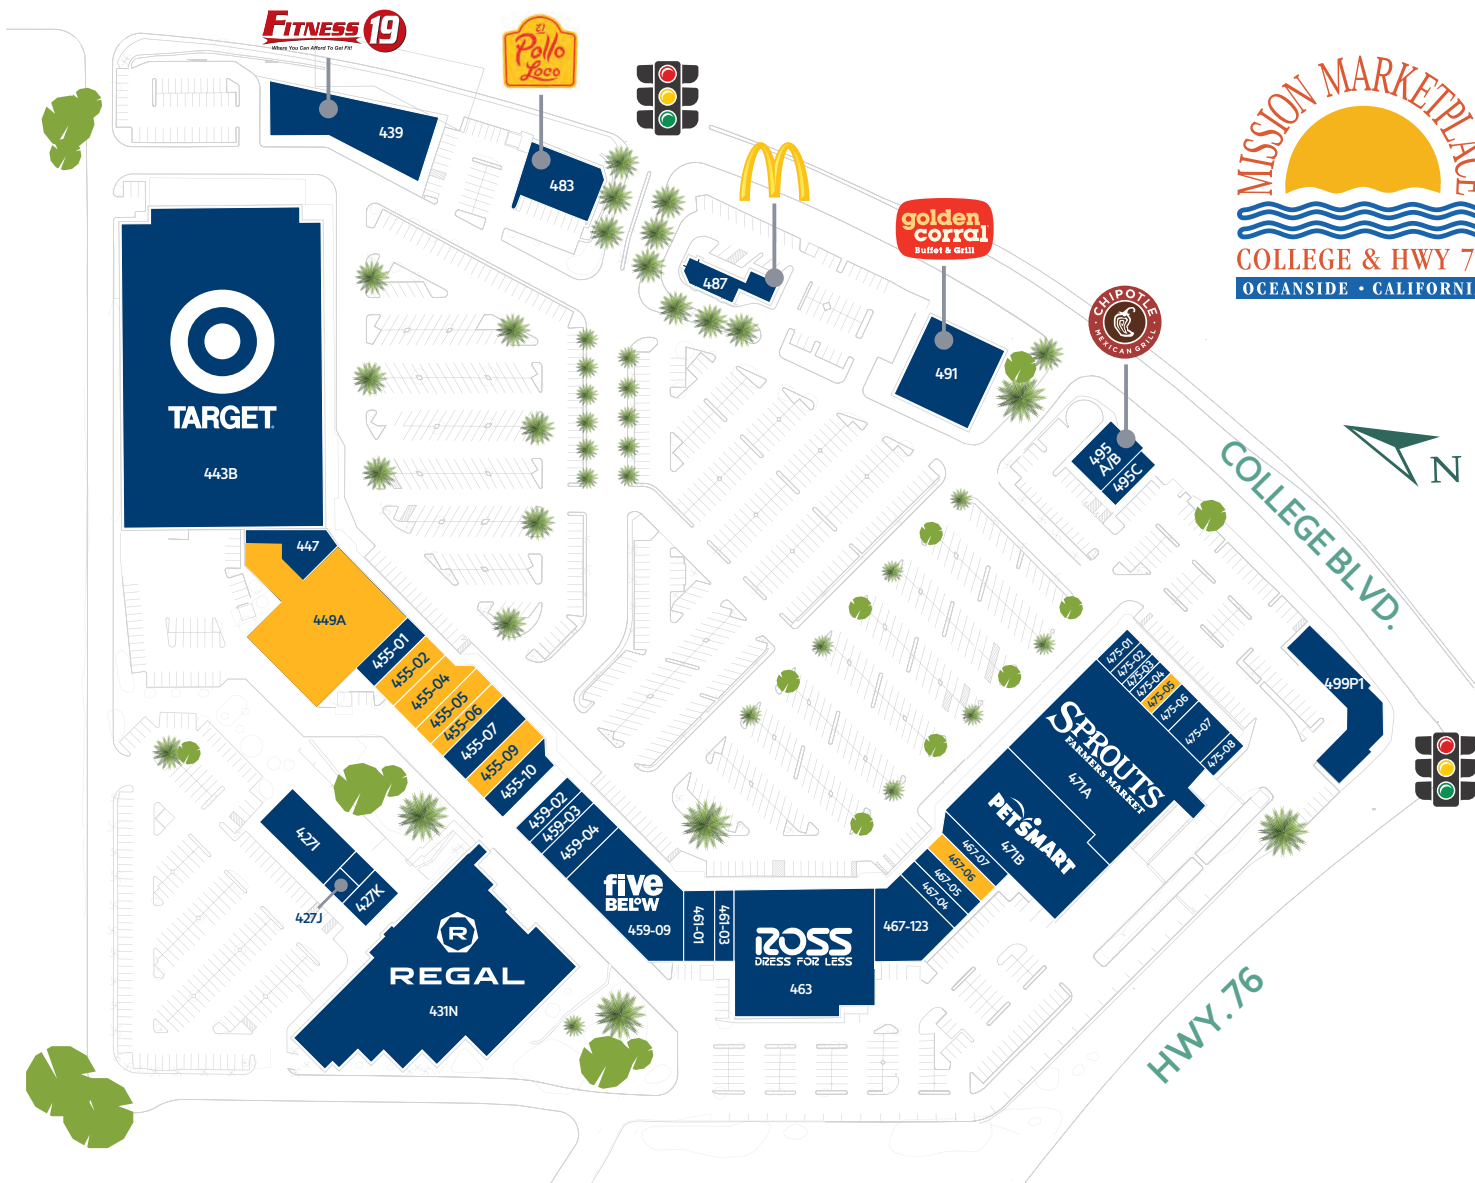 FITNESS 19
Where You Can Afford To Get Fit!
El
Pollo
Loco
MISSION MARKETPLACE
COLLEGE & HWY 7
OCEANSIDE • CALIFORNI
439
483
golden
corral
Buffet & Grill
487
491
CHIPOTLE
MEXICAN GRILL
495
A/B
495C
N
COLLEGE BLVD.
TARGET
443B
447
449A
455-01
455-02
455-04
455-05
455-06
455-07
455-09
455-10
459-02
459-03
459-04
five
BELOW
459-09
461-01
461-03
ROSS
DRESS FOR LESS
463
467-123
467-04
467-05
467-06
467-07
PETSMART
471B
SPROUTS
FARMERS MARKET
471A
475-01
475-02
475-03
475-04
475-05
475-06
475-07
475-08
499P1
427I
427J
427K
R
REGAL
431N
HWY. 76